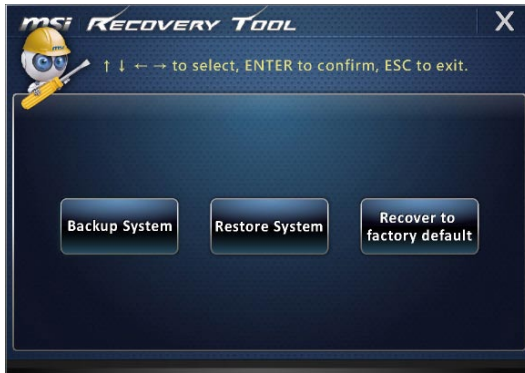 msi RECOVERY TOOL X
↑ ↓ ← → to select, ENTER to confirm, ESC to exit.
Backup System
Restore System
Recover to
factory default